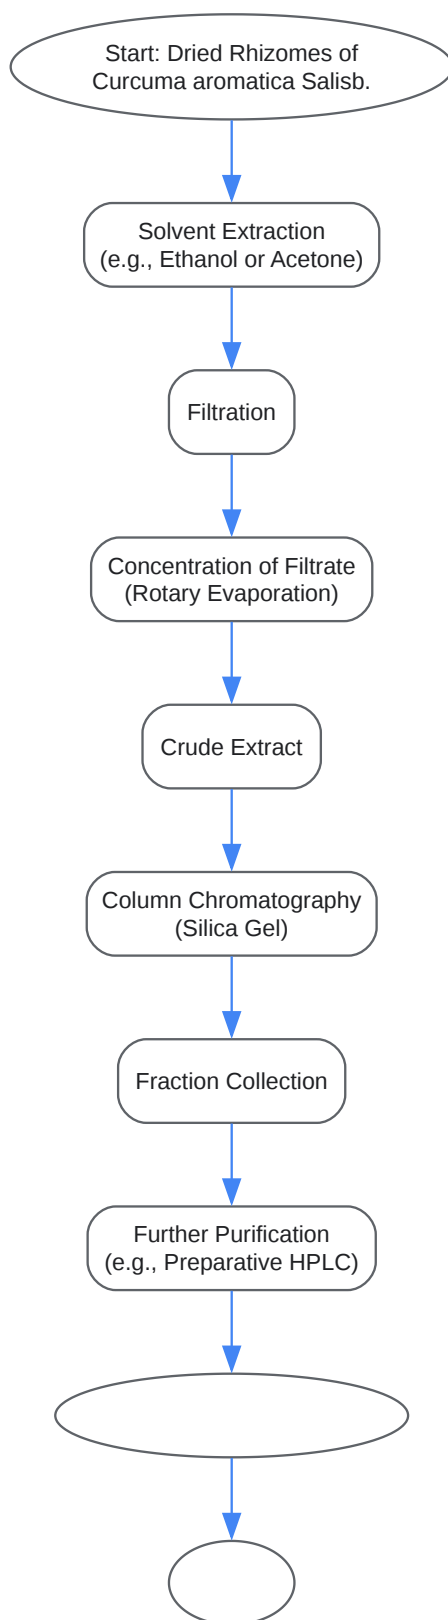 Start: Dried Rhizomes of
Curcuma aromatica Salisb.
Solvent Extraction
(e.g., Ethanol or Acetone)
Filtration
Concentration of Filtrate
(Rotary Evaporation)
Crude Extract
Column Chromatography
(Silica Gel)
Fraction Collection
Further Purification
(e.g., Preparative HPLC)